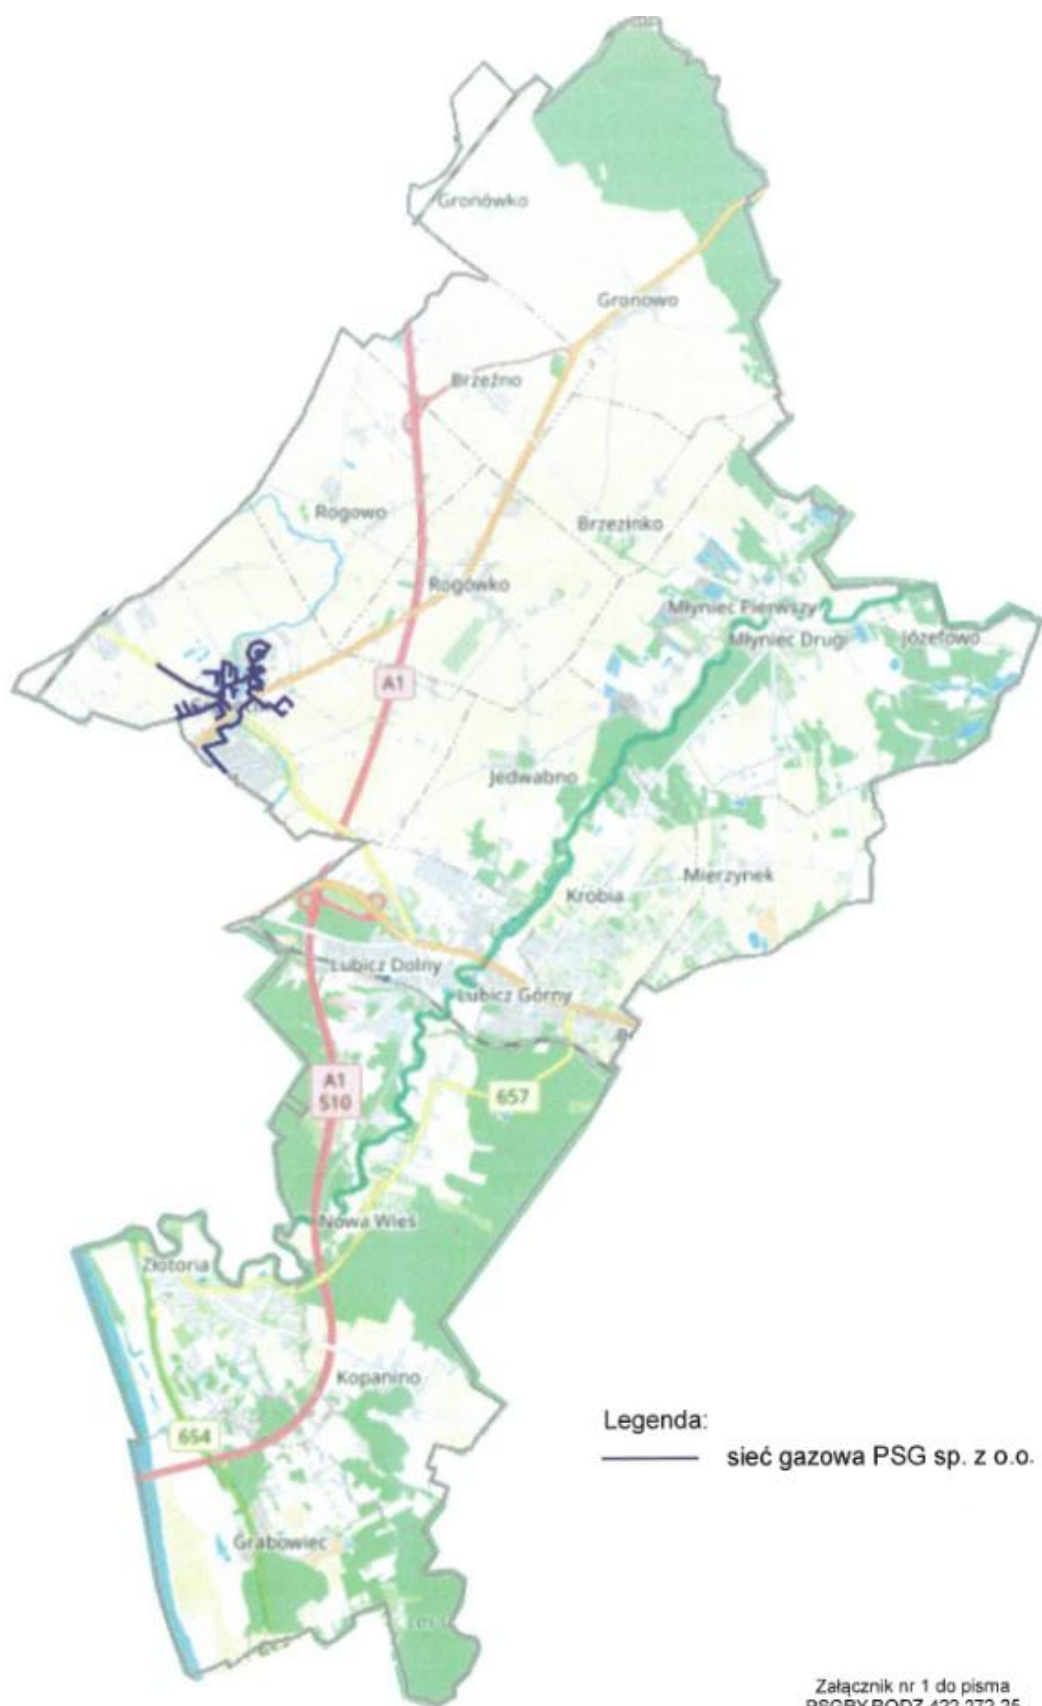 Gronówko
Gronowo
Brzeźno
Rogowo
Brzezinko
Rogówko
Młyniec Pierwszy
Młyniec Drugi
Józefowo
A1
Jedwabno
Mierzynek
Krobia
Lubicz Dolny
Lubicz Górny
A1
S10
657
Nowa Wieś
Złotoria
Kopanino
654
Grabowiec
Legenda:
sieć gazowa PSG sp. z o.o.
Załącznik nr 1 do pisma